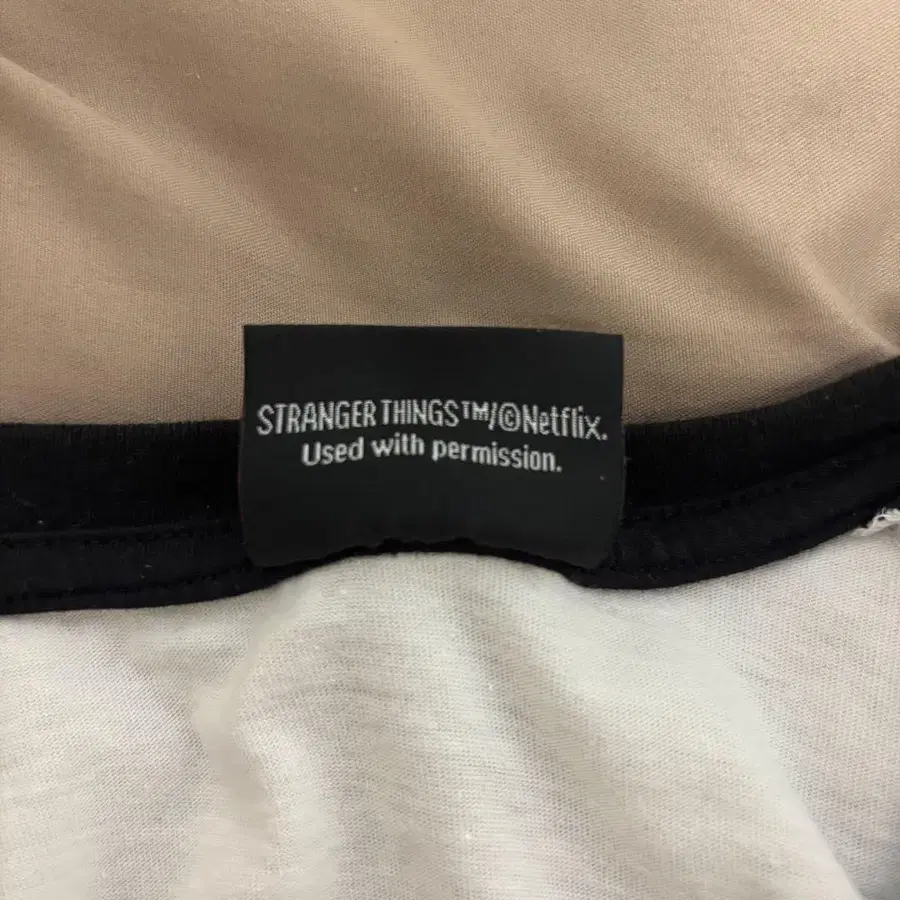 STRANGER THINGS™/©Netflix.
Used with permission.